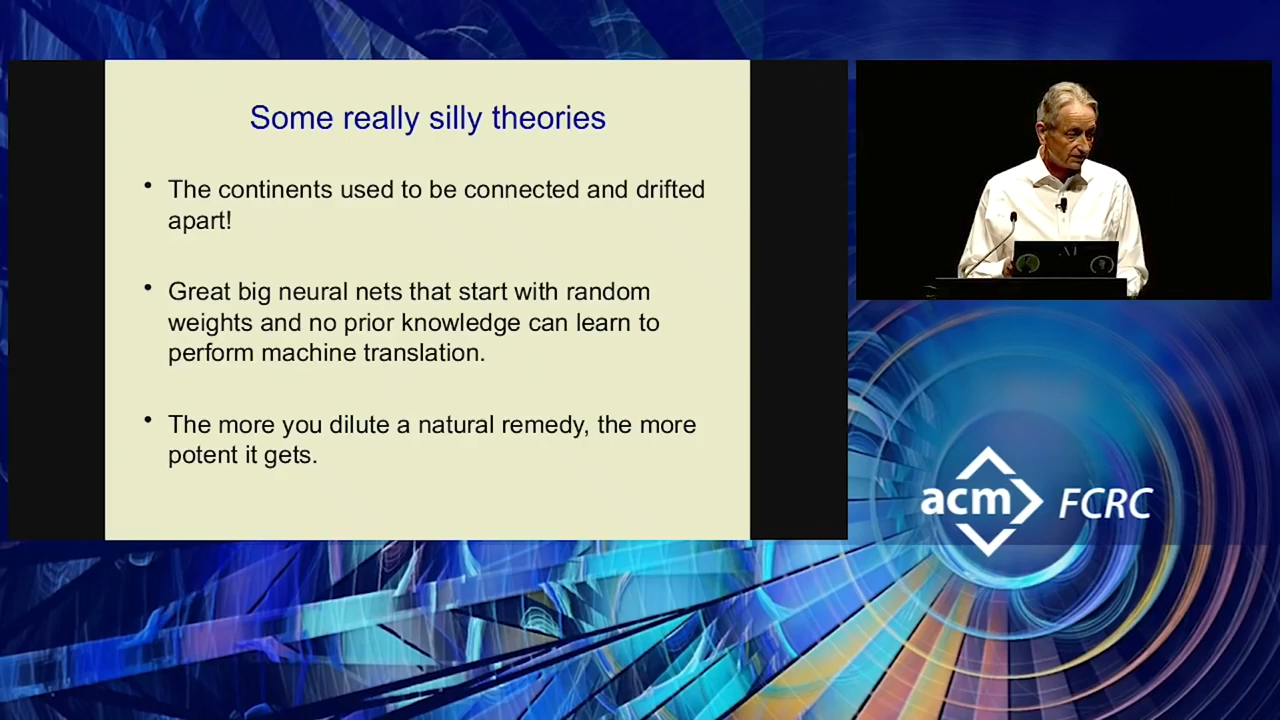 Some really silly theories
• The continents used to be connected and drifted
apart!
• Great big neural nets that start with random
weights and no prior knowledge can learn to
perform machine translation.
• The more you dilute a natural remedy, the more
potent it gets.
acm FCRC